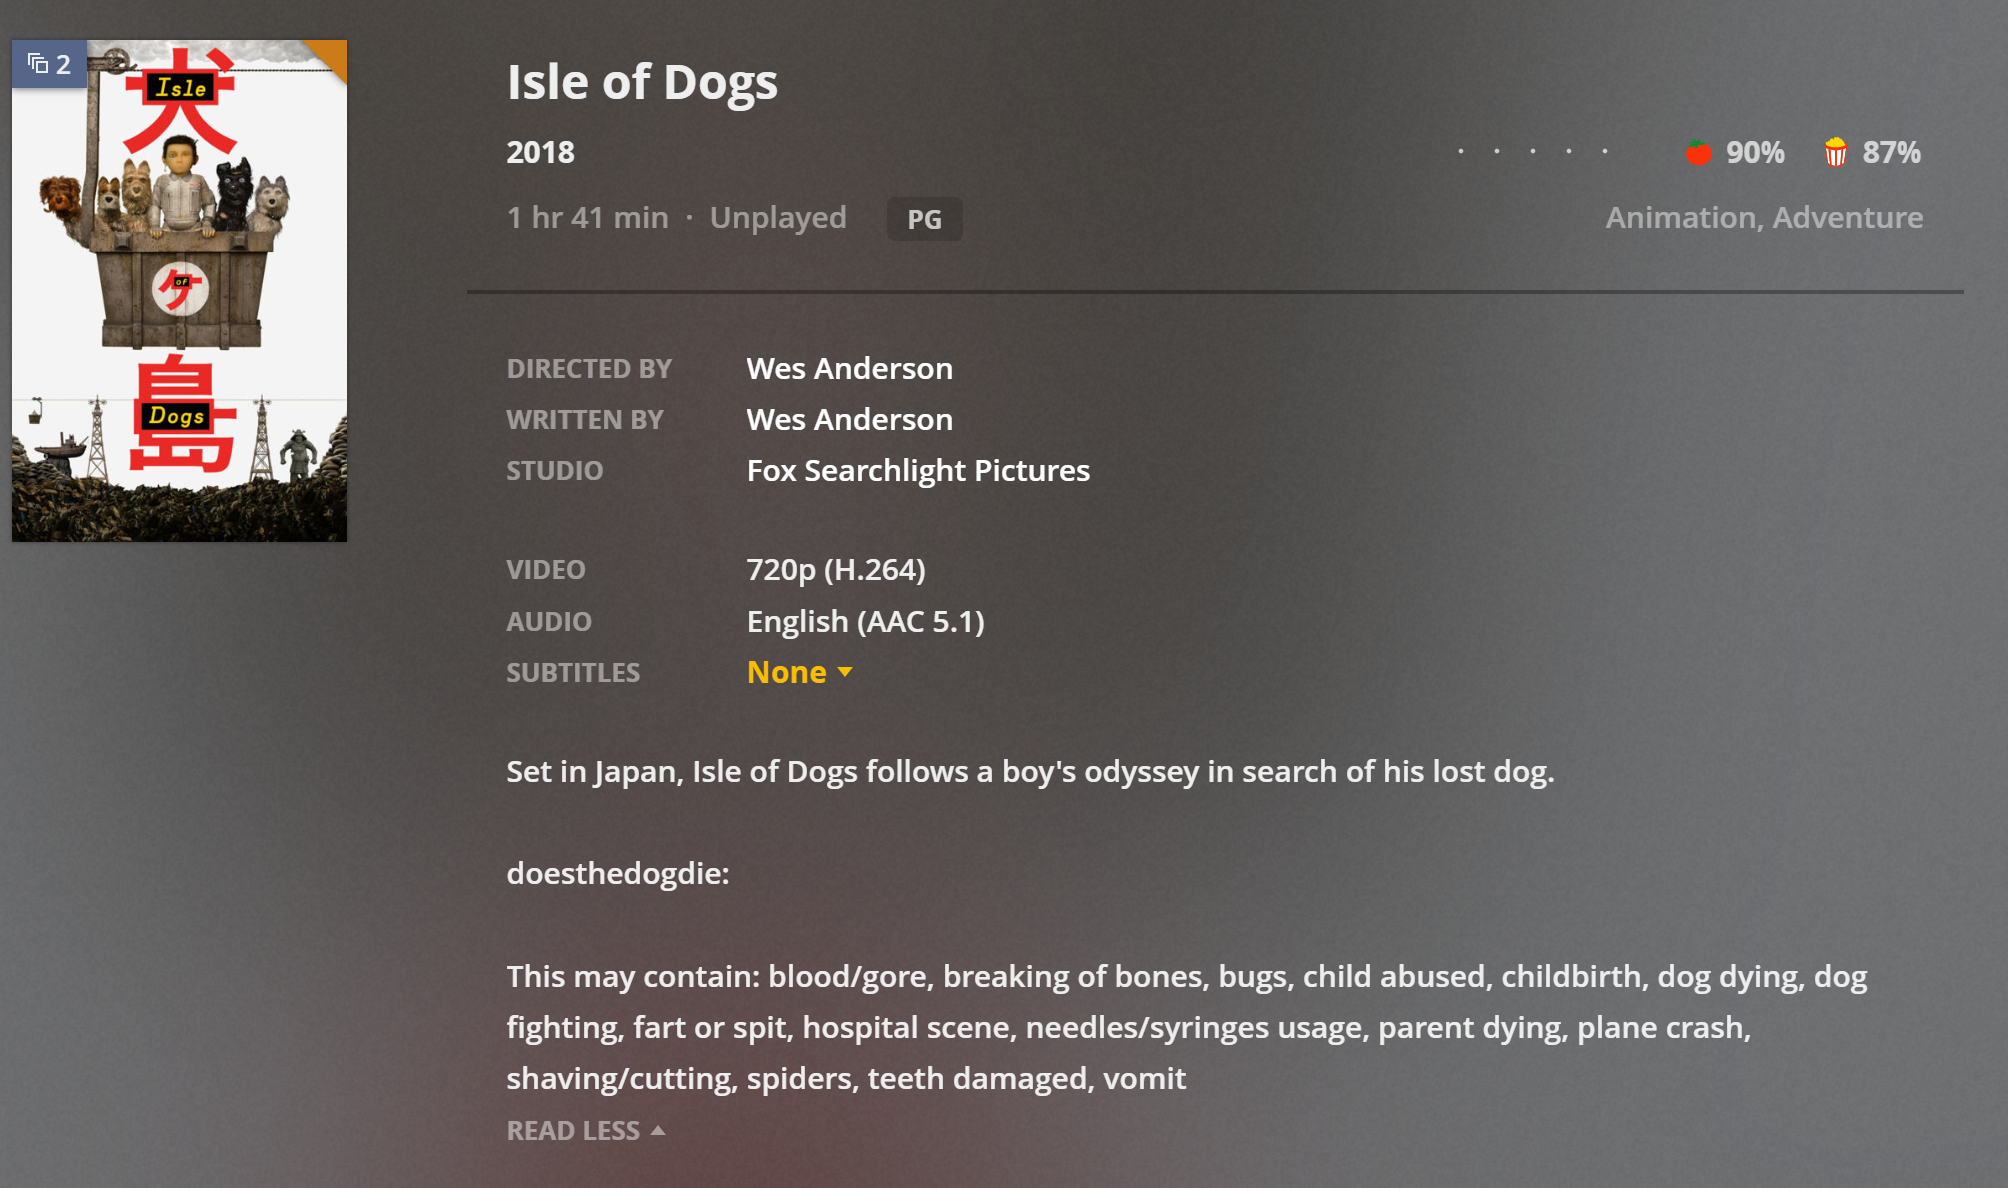 2
犬
Isle
ケ
of
島
Dogs
Isle of Dogs
2018
90% 87%
1 hr 41 min · Unplayed PG
Animation, Adventure
DIRECTED BY Wes Anderson
WRITTEN BY Wes Anderson
STUDIO Fox Searchlight Pictures
VIDEO 720p (H.264)
AUDIO English (AAC 5.1)
SUBTITLES None
Set in Japan, Isle of Dogs follows a boy's odyssey in search of his lost dog.
doesthedogdie:
This may contain: blood/gore, breaking of bones, bugs, child abused, childbirth, dog dying, dog
fighting, fart or spit, hospital scene, needles/syringes usage, parent dying, plane crash,
shaving/cutting, spiders, teeth damaged, vomit
READ LESS